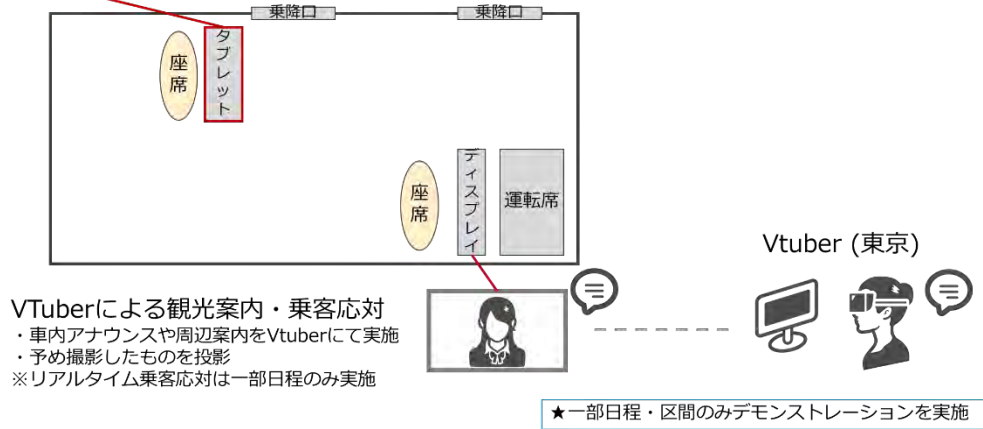 乗降口
乗降口
タブレット
座席
ディスプレイ
座席
運転席
Vtuber (東京)
VTuberによる観光案内・乗客応対
・車内アナウンスや周辺案内をVtuberにて実施
・予め撮影したものを投影
※リアルタイム乗客応対は一部日程のみ実施
★一部日程・区間のみデモンストレーションを実施